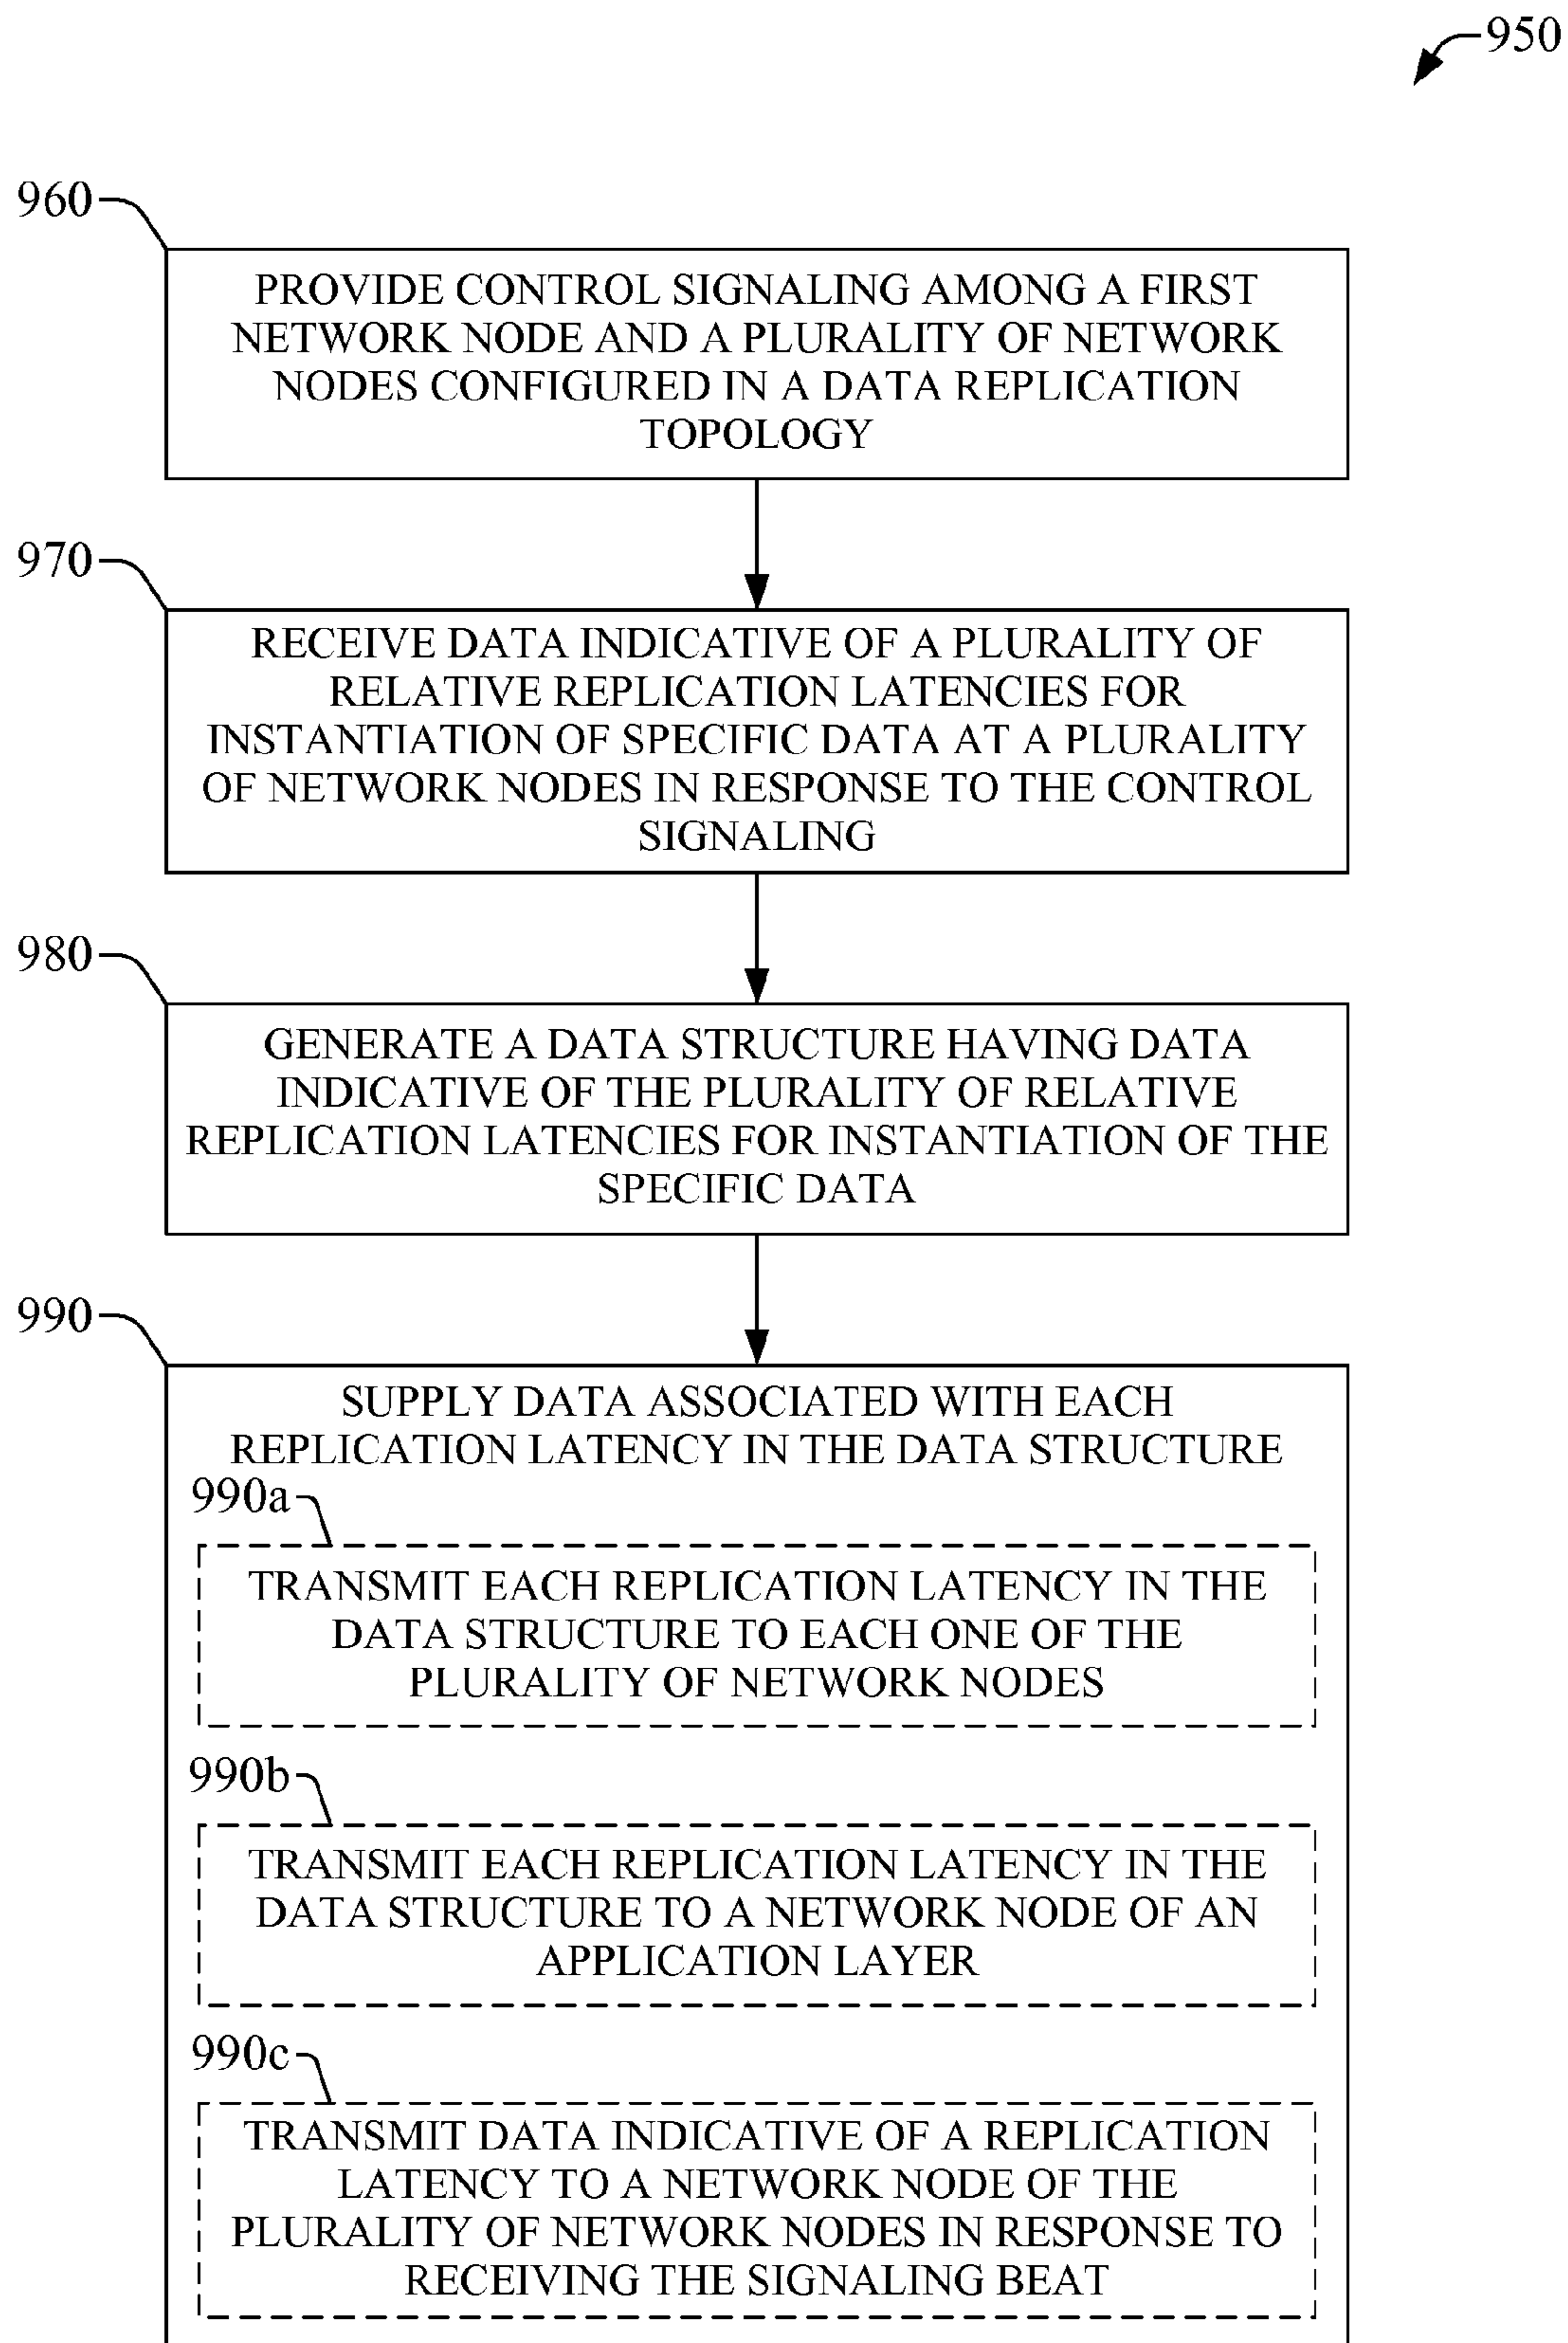 950
960
PROVIDE CONTROL SIGNALING AMONG A FIRST
NETWORK NODE AND A PLURALITY OF NETWORK
NODES CONFIGURED IN A DATA REPLICATION
TOPOLOGY
970
RECEIVE DATA INDICATIVE OF A PLURALITY OF
RELATIVE REPLICATION LATENCIES FOR
INSTANTIATION OF SPECIFIC DATA AT A PLURALITY
OF NETWORK NODES IN RESPONSE TO THE CONTROL
SIGNALING
980
GENERATE A DATA STRUCTURE HAVING DATA
INDICATIVE OF THE PLURALITY OF RELATIVE
REPLICATION LATENCIES FOR INSTANTIATION OF THE
SPECIFIC DATA
990
SUPPLY DATA ASSOCIATED WITH EACH
REPLICATION LATENCY IN THE DATA STRUCTURE
990a
TRANSMIT EACH REPLICATION LATENCY IN THE
DATA STRUCTURE TO EACH ONE OF THE
PLURALITY OF NETWORK NODES
990b
TRANSMIT EACH REPLICATION LATENCY IN THE
DATA STRUCTURE TO A NETWORK NODE OF AN
APPLICATION LAYER
990c
TRANSMIT DATA INDICATIVE OF A REPLICATION
LATENCY TO A NETWORK NODE OF THE
PLURALITY OF NETWORK NODES IN RESPONSE TO
RECEIVING THE SIGNALING BEAT